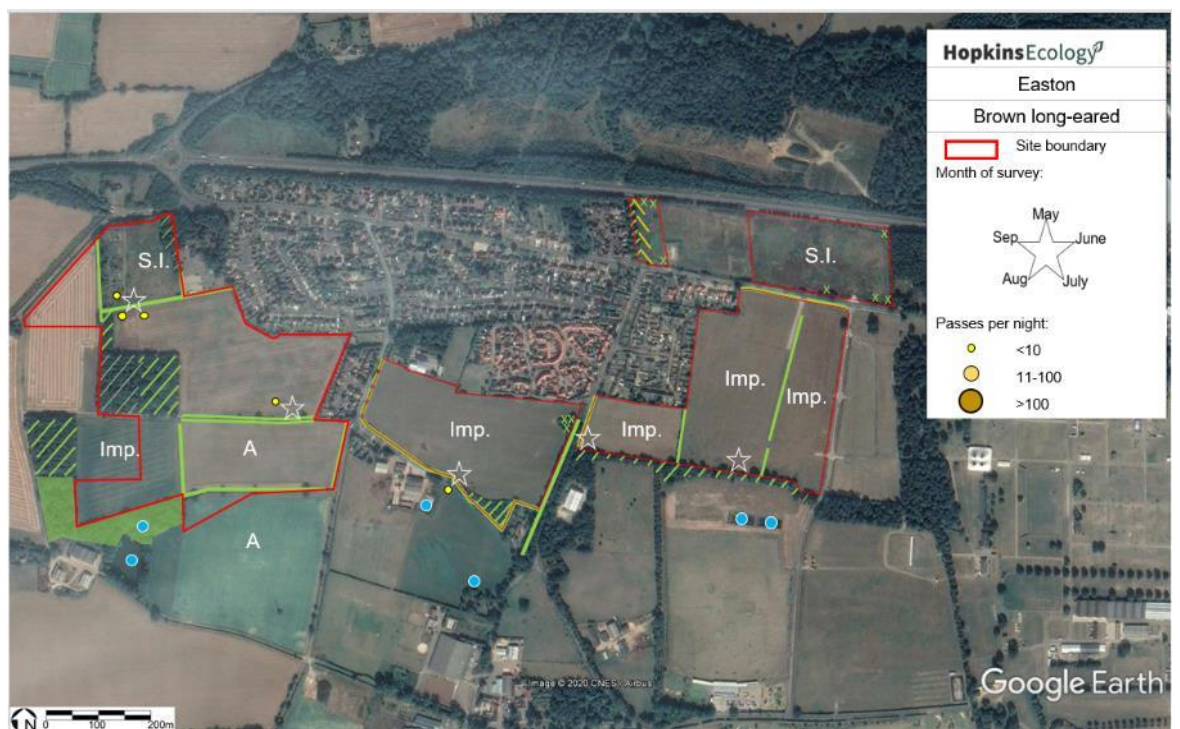 HopkinsEcology
Easton
Brown long-eared
Site boundary
Month of survey:
May
Sep
June
Aug
July
Passes per night:
<10
11-100
>100
S.I.
S.I.
Imp.
Imp.
Imp.
Imp.
Imp.
A
A
Image © 2020 CNES / Airbus
Google Earth
N
0 100 200m